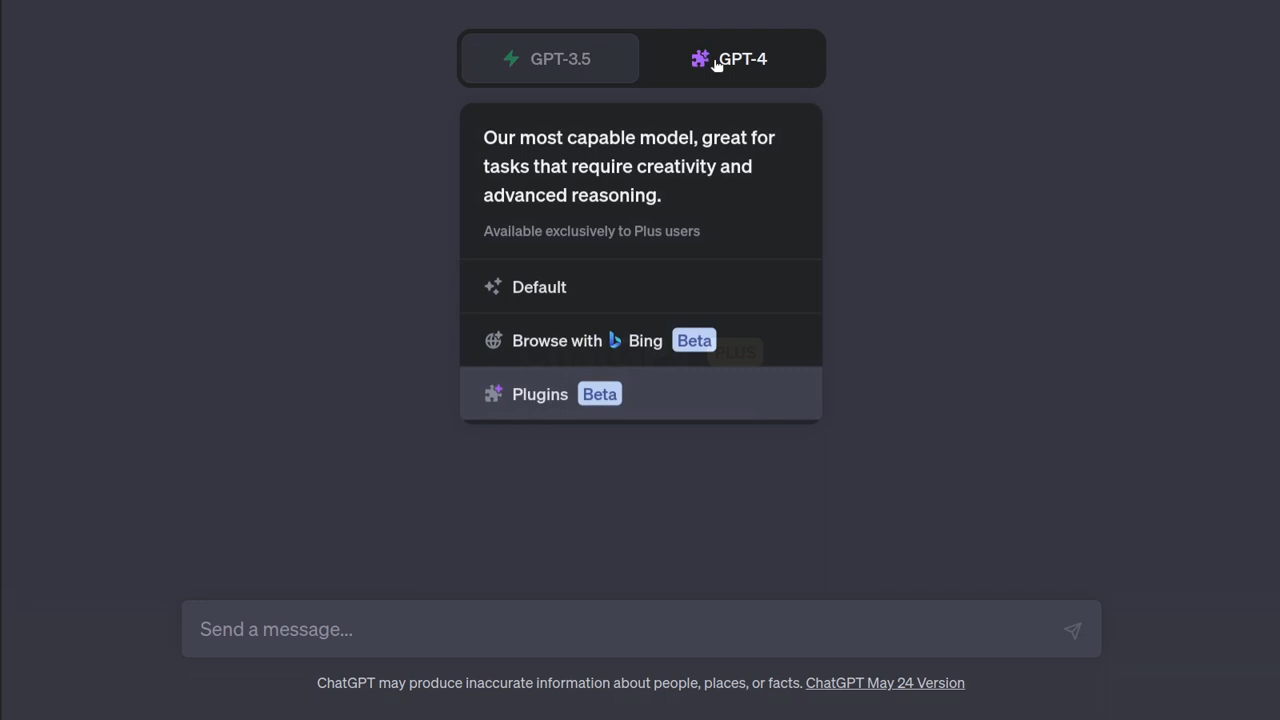 GPT-3.5
GPT-4
Our most capable model, great for
tasks that require creativity and
advanced reasoning.
Available exclusively to Plus users
Default
Browse with Bing Beta
PLUS
Plugins Beta
Send a message...
ChatGPT may produce inaccurate information about people, places, or facts. ChatGPT May 24 Version